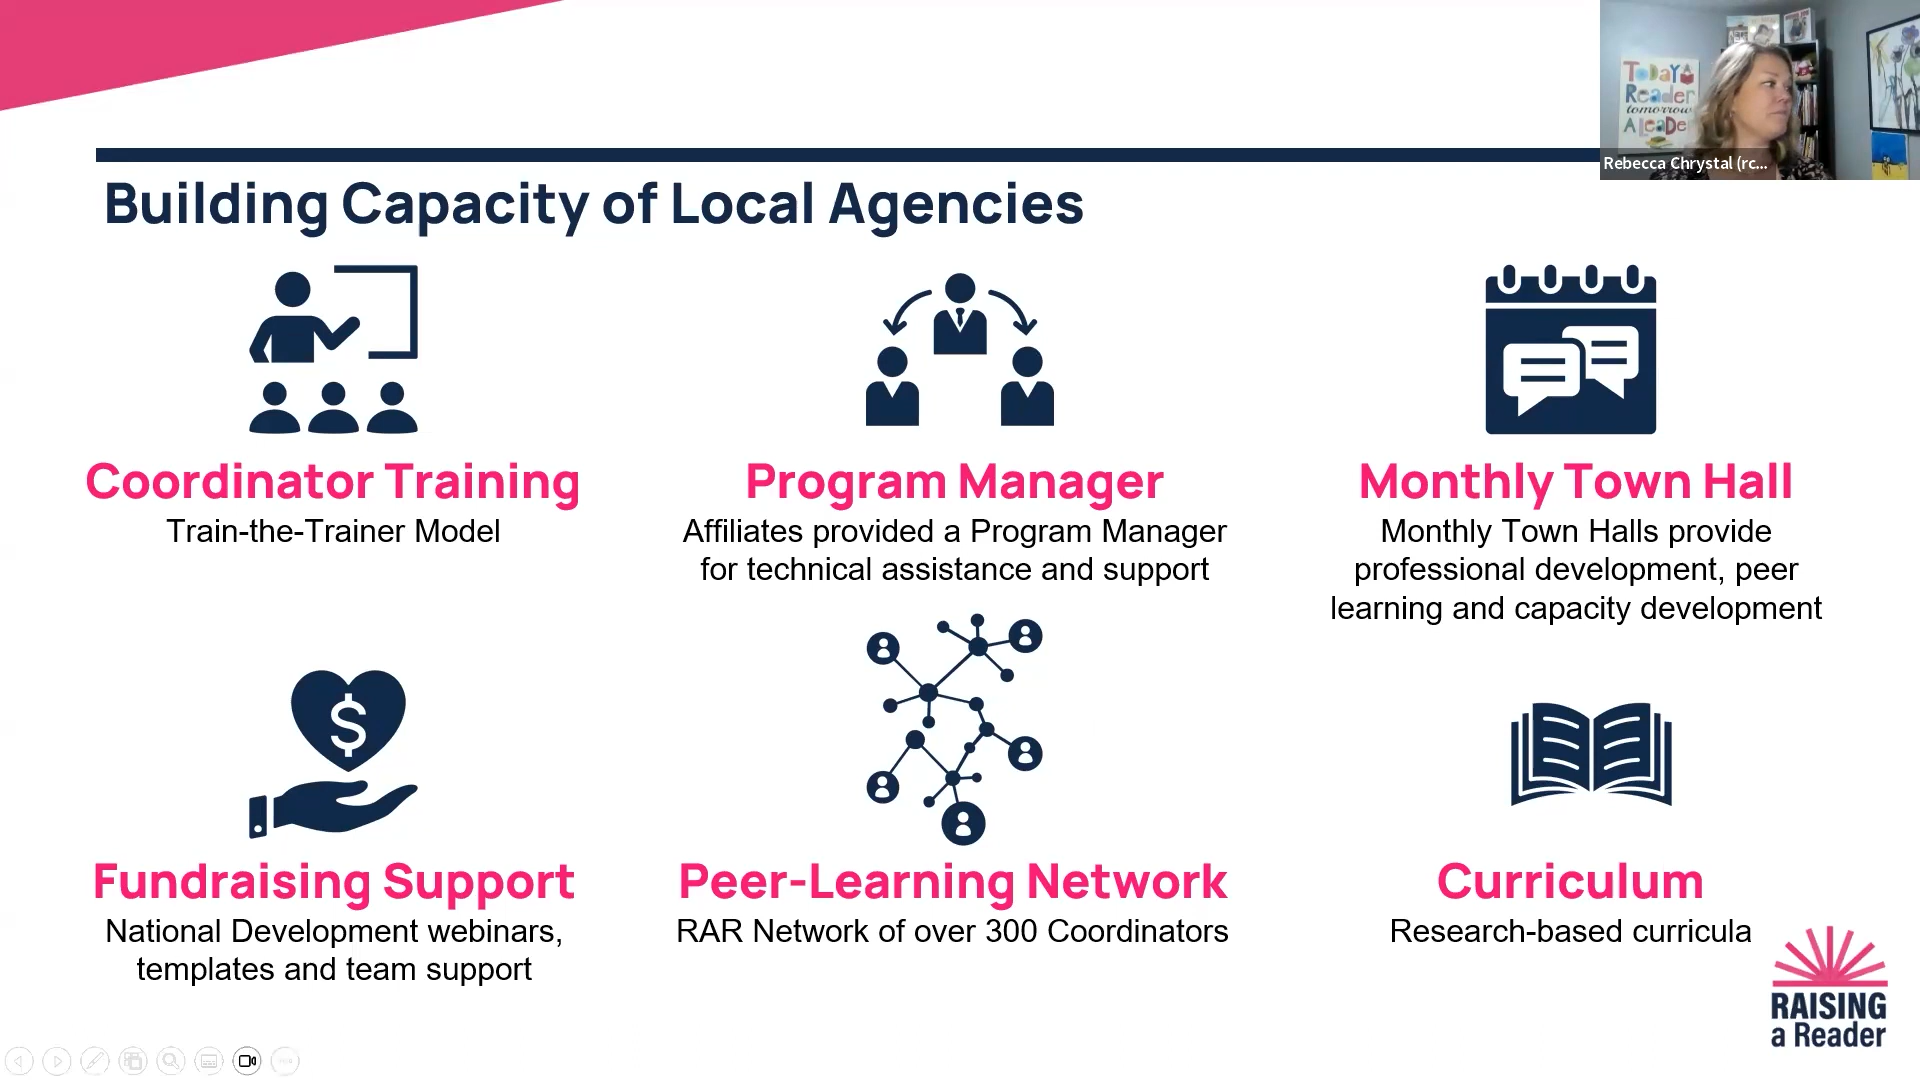 Today
a Reader
tomorrow
A Leader
Rebecca Chrystal (rc...
Building Capacity of Local Agencies
Coordinator Training
Train-the-Trainer Model
Program Manager
Affiliates provided a Program Manager
for technical assistance and support
Monthly Town Hall
Monthly Town Halls provide
professional development, peer
learning and capacity development
$
Fundraising Support
National Development webinars,
templates and team support
Peer-Learning Network
RAR Network of over 300 Coordinators
Curriculum
Research-based curricula
RAISING
a Reader